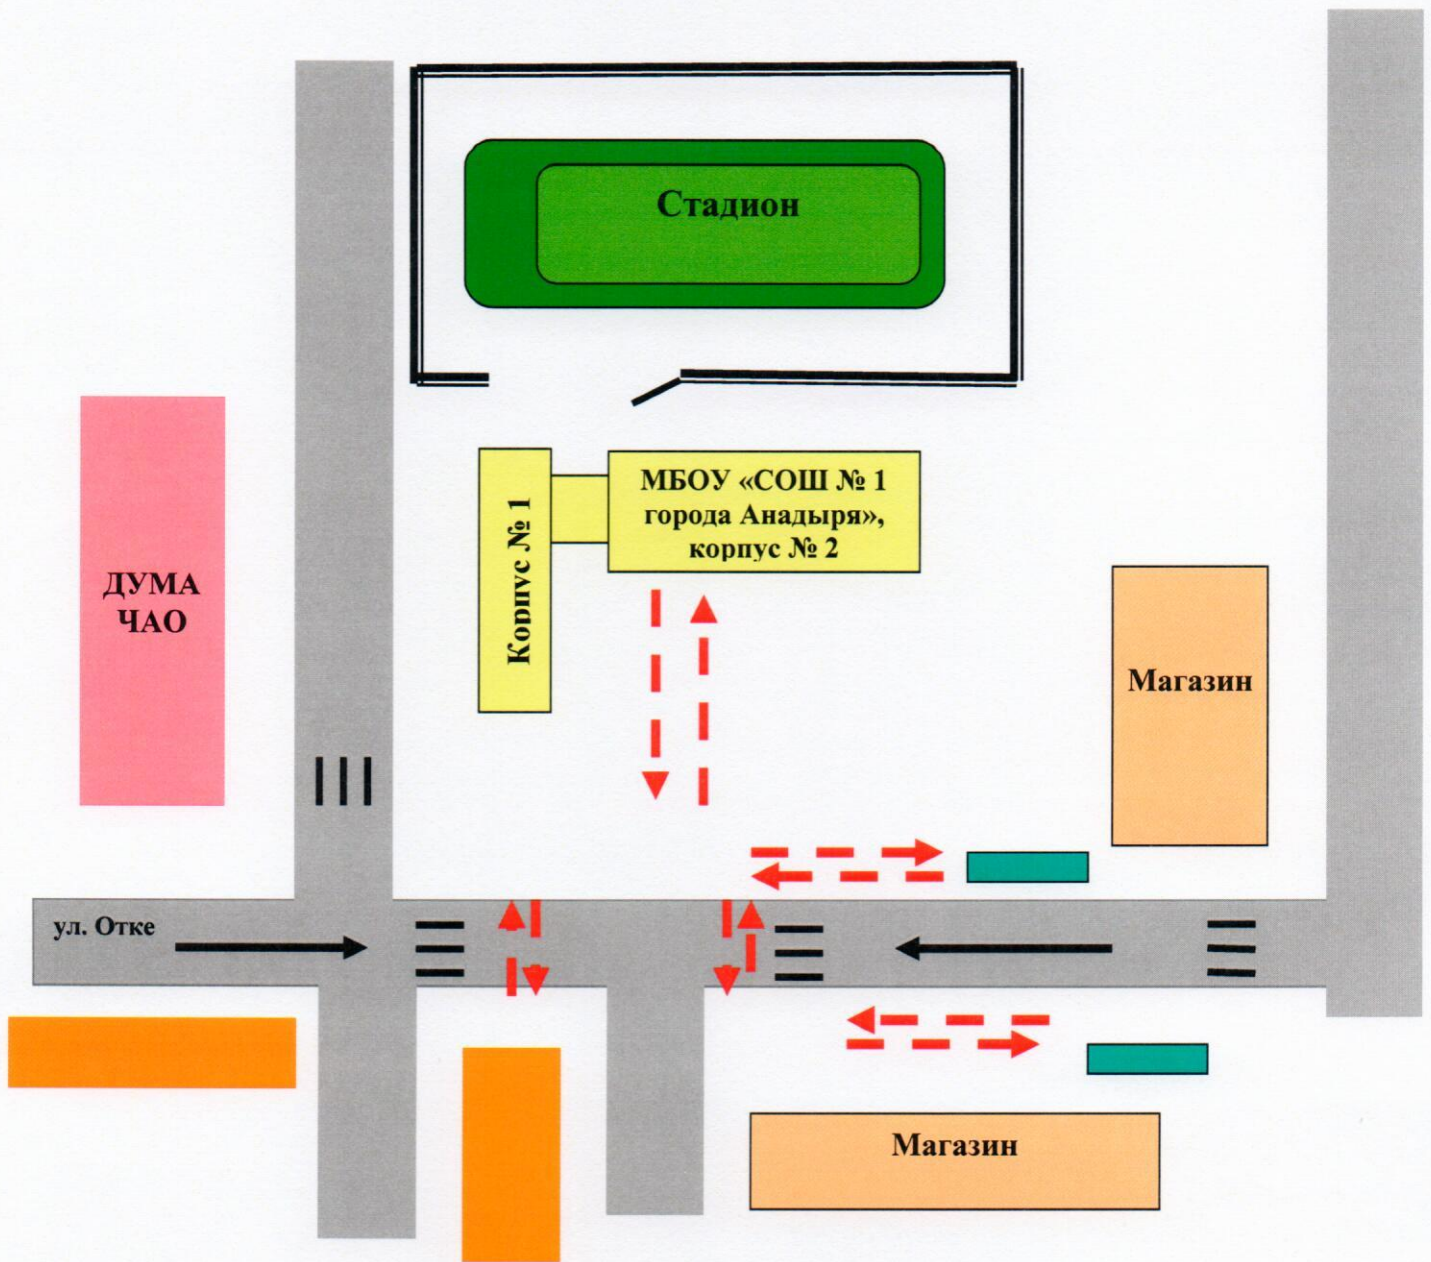 Стадион
МБОУ «СОШ № 1
города Анадыря»,
корпус № 2
Корпус № 1
ДУМА
ЧАО
Магазин
ул. Отке
Магазин